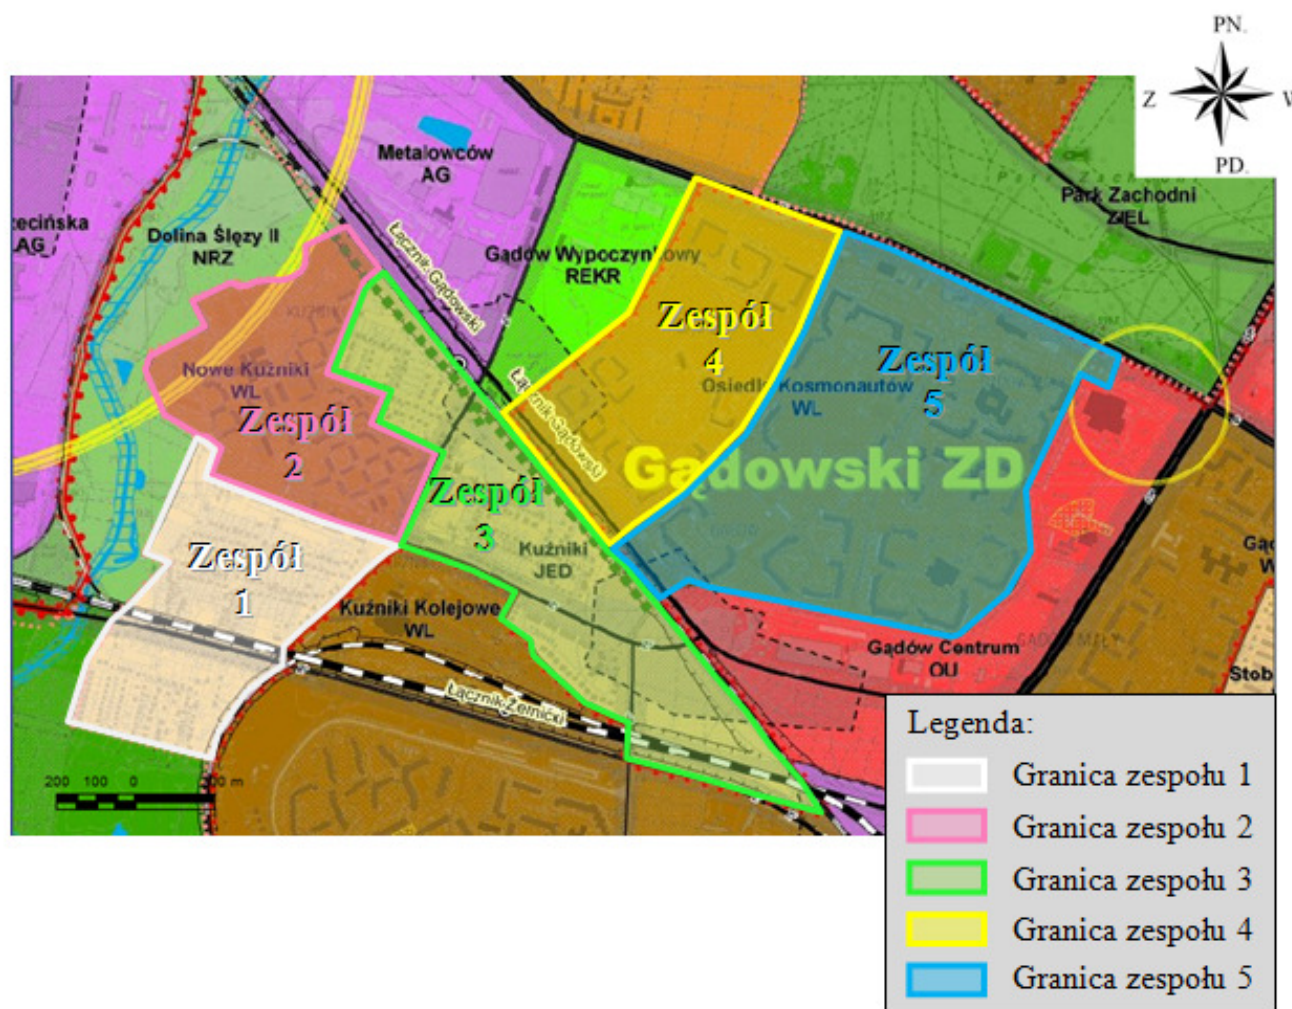 PN.
Z
W
PD.
Metalowców
AG
Park Zachodni
ZIEL
zecińska
AG
Dolina Ślęzy II
NRZ
Łącznik Gądowski
Gądów Wypoczynkowy
REKR
Zespół
4
Zespół
5
Osiedle Kosmonautów
WL
Nowe Kuźniki
WL
Zespół
2
Łącznik Gądowski
Gądowski ZD
Zespół
3
Kuźniki
JED
Zespół
1
Kuźniki Kolejowe
WL
Gądów Centrum
OU
GĄDÓW MAŁY
Stob
Łącznik Żernicki
200 100 0
Legenda:
Granica zespołu 1
Granica zespołu 2
Granica zespołu 3
Granica zespołu 4
Granica zespołu 5